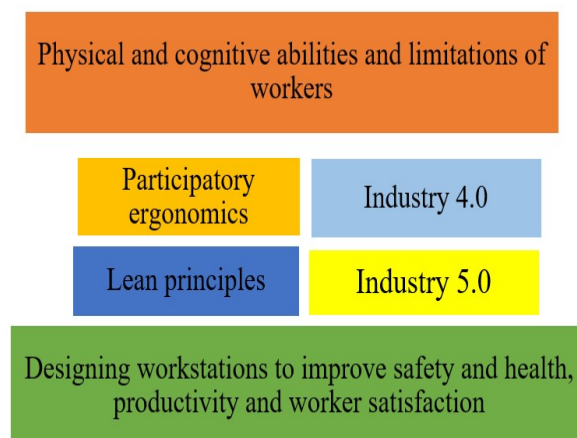 Physical and cognitive abilities and limitations of
workers
Participatory
ergonomics
Industry 4.0
Lean principles
Industry 5.0
Designing workstations to improve safety and health,
productivity and worker satisfaction